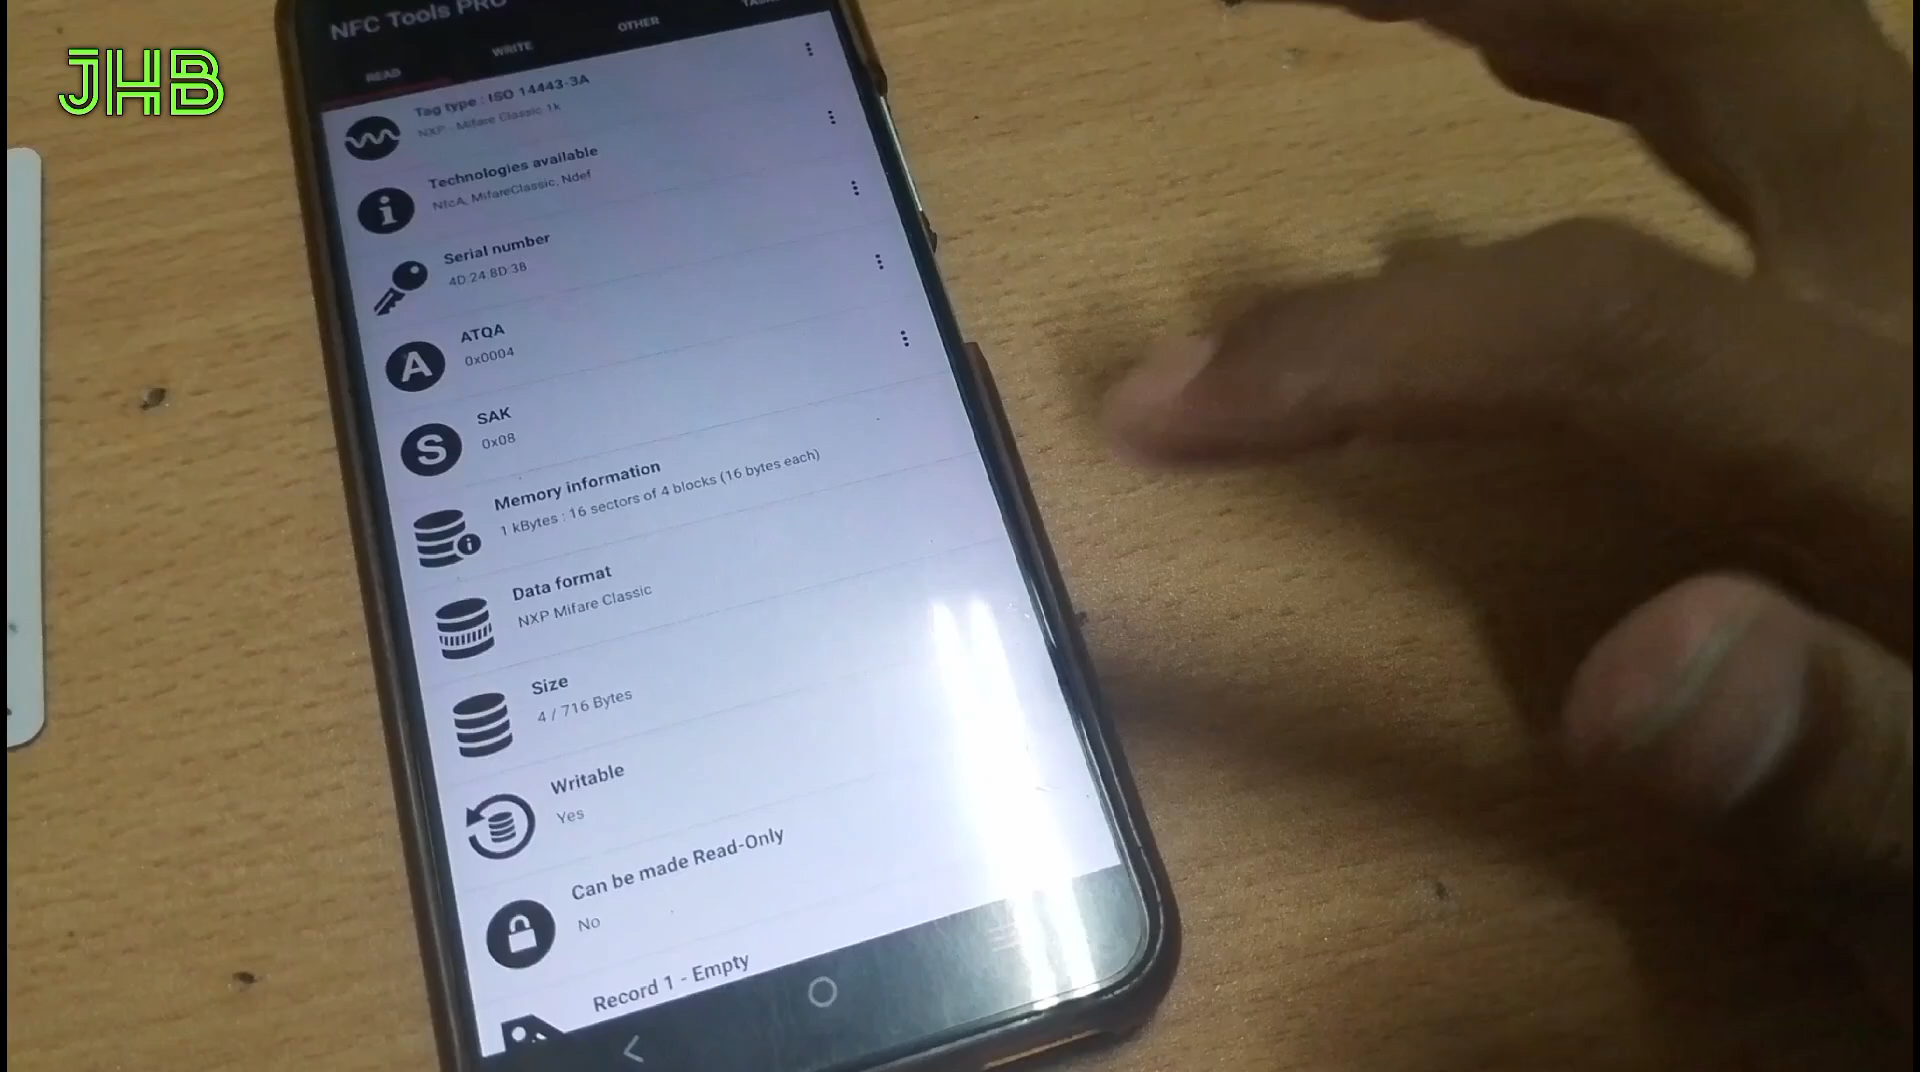 JHB
NFC Tools PRO
READ
WRITE
OTHER
Tag type : ISO 14443-3A
NXP - Mifare Classic 1k
Technologies available
NfcA, MifareClassic, Ndef
Serial number
4D:24:8D:38
A
ATQA
0x0004
S
SAK
0x08
Memory information
1 kBytes : 16 sectors of 4 blocks (16 bytes each)
Data format
NXP Mifare Classic
Size
4 / 716 Bytes
Writable
Yes
Can be made Read-Only
No
Record 1 - Empty